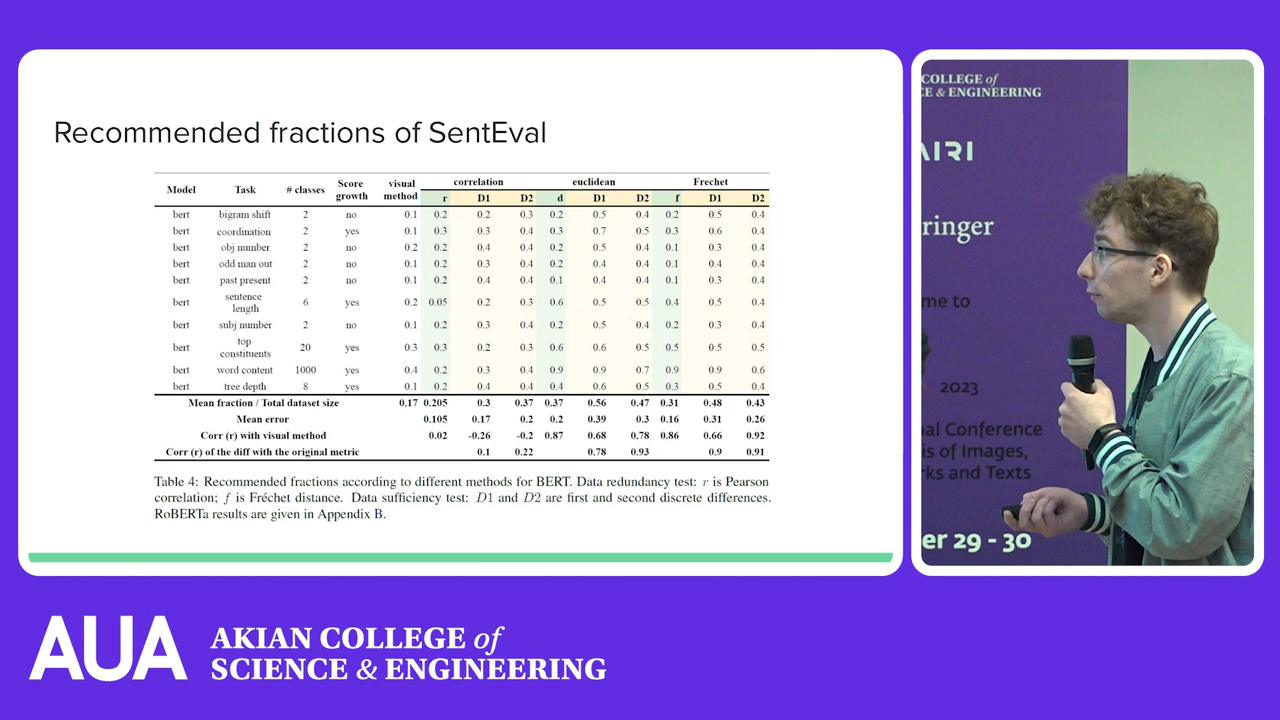 Recommended fractions of SentEval
Model Task # classes Score growth visual method correlation euclidean Frechet
r D1 D2 d D1 D2 f D1 D2
bert bigram shift 2 no 0.1 0.2 0.2 0.3 0.2 0.5 0.4 0.2 0.5 0.4
bert coordination 2 yes 0.1 0.3 0.3 0.4 0.3 0.7 0.5 0.3 0.6 0.4
bert obj number 2 no 0.2 0.2 0.4 0.4 0.2 0.5 0.4 0.1 0.3 0.4
bert odd man out 2 no 0.1 0.2 0.3 0.4 0.2 0.4 0.4 0.1 0.4 0.4
bert past present 2 no 0.1 0.2 0.4 0.4 0.1 0.4 0.4 0.1 0.3 0.4
bert sentence length 6 yes 0.2 0.05 0.2 0.3 0.6 0.5 0.5 0.4 0.5 0.4
bert subj number 2 no 0.1 0.2 0.3 0.4 0.2 0.5 0.4 0.2 0.3 0.4
bert top constituents 20 yes 0.3 0.3 0.2 0.3 0.6 0.6 0.5 0.5 0.5 0.5
bert word content 1000 yes 0.4 0.2 0.3 0.4 0.9 0.9 0.7 0.9 0.9 0.6
bert tree depth 8 yes 0.1 0.2 0.4 0.4 0.4 0.6 0.5 0.3 0.5 0.4
Mean fraction / Total dataset size 0.17 0.205 0.3 0.37 0.37 0.56 0.47 0.31 0.48 0.43
Mean error 0.105 0.17 0.2 0.2 0.39 0.3 0.16 0.31 0.26
Corr (r) with visual method 0.02 -0.26 -0.2 0.87 0.68 0.78 0.86 0.66 0.92
Corr (r) of the diff with the original metric 0.1 0.22 0.78 0.93 0.9 0.91
Table 4: Recommended fractions according to different methods for BERT. Data redundancy test: r is Pearson
correlation; f is Fréchet distance. Data sufficiency test: D1 and D2 are first and second discrete differences.
RoBERTa results are given in Appendix B.
COLLEGE of
CE & ENGINEERING
AIRI
ringer
me to
2023
nal Conference
is of Images,
rks and Texts
er 29 - 30
AUA
AKIAN COLLEGE of
SCIENCE & ENGINEERING